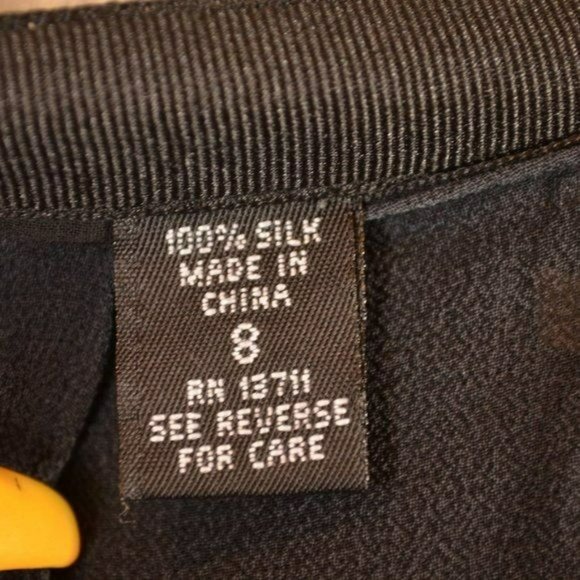 100% SILK
MADE IN
CHINA
8
RN 13711
SEE REVERSE
FOR CARE